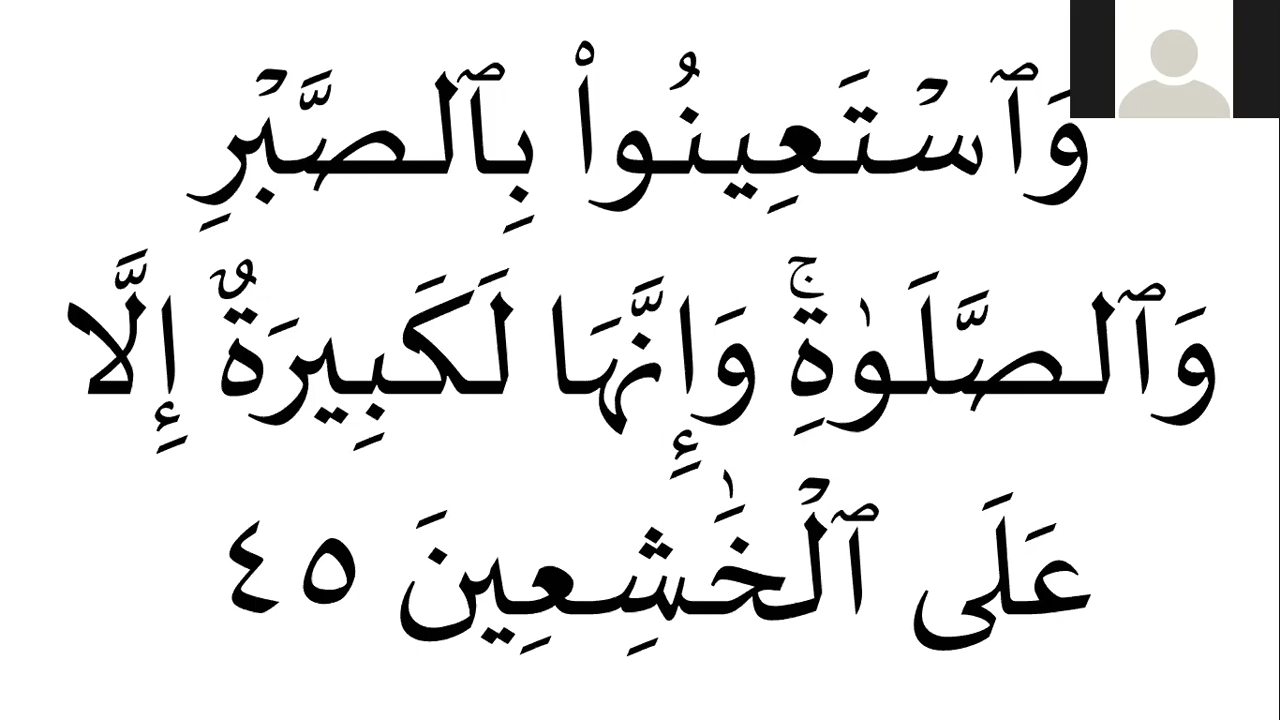 وَٱسْتَعِينُوا۟ بِٱلصَّبْرِ
وَٱلصَّلَوٰةِۚ وَإِنَّهَا لَكَبِيرَةٌ إِلَّا
عَلَى ٱلْخَٰشِعِينَ ٤٥